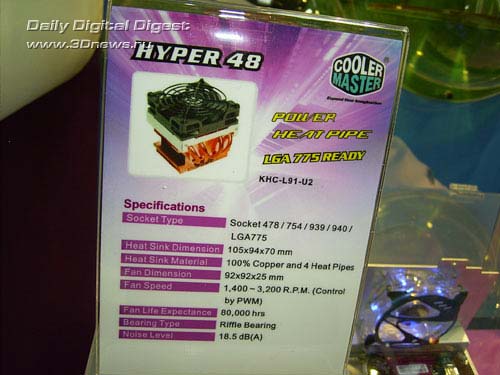 Daily Digital Digest
www.3Dnews.ru
HYPER 48
COOLER
MASTER
POWER
HEAT PIPE
LGA 775 READY
KHC-L91-U2
Specifications
Socket Type Socket 478 / 754 / 939 / 940 /
LGA775
Heat Sink Dimension 105x94x70 mm
Heat Sink Material 100% Copper and 4 Heat Pipes
Fan Dimension 92x92x25 mm
Fan Speed 1,400 ~ 3,200 R.P.M. (Control
by PWM)
Fan Life Expectance 80,000 hrs
Bearing Type Riffle Bearing
Noise Level 18.5 dB(A)